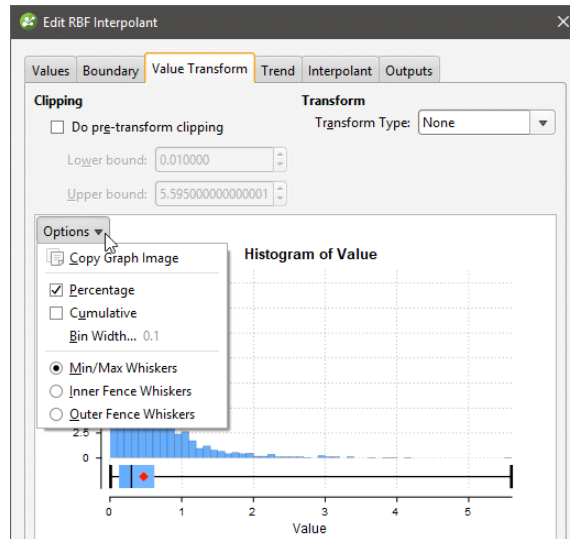 Edit RBF Interpolant
Values Boundary Value Transform Trend Interpolant Outputs
Clipping
Do pre-transform clipping
Lower bound: 0.010000
Upper bound: 5.595000000000001
Transform
Transform Type: None
Options
Copy Graph Image
Percentage
Cumulative
Bin Width... 0.1
Min/Max Whiskers
Inner Fence Whiskers
Outer Fence Whiskers
Histogram of Value
2.5
0
0 1 2 3 4 5
Value